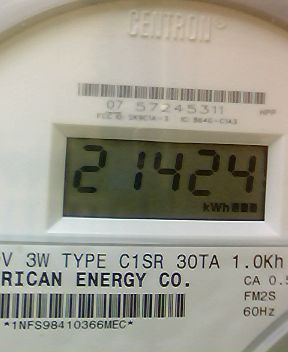 CENTRON®
07 57245311
21424
kWh
V 3W TYPE C1SR 30TA 1.0Kh
RICAN ENERGY CO.
CA 0.5
FM2S
60Hz
*1NFS98410366MEC*